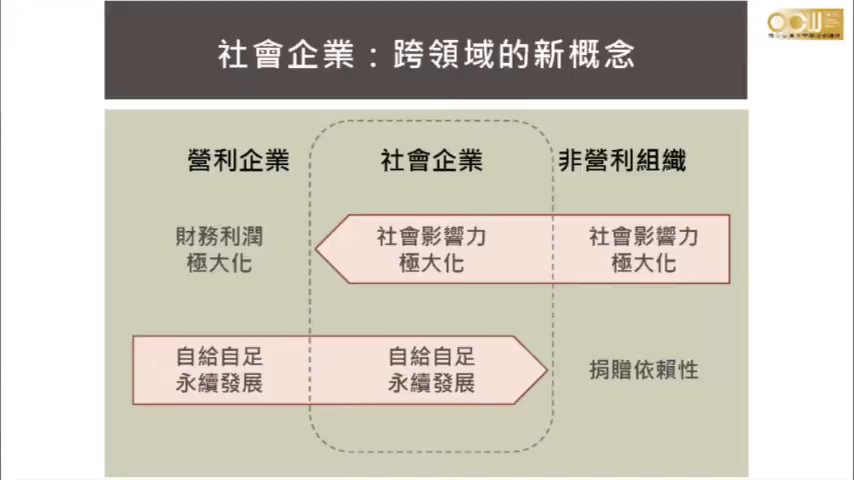 社會企業：跨領域的新概念
OCW
營利企業
社會企業
非營利組織
財務利潤
極大化
社會影響力
極大化
社會影響力
極大化
自給自足
永續發展
自給自足
永續發展
捐贈依賴性